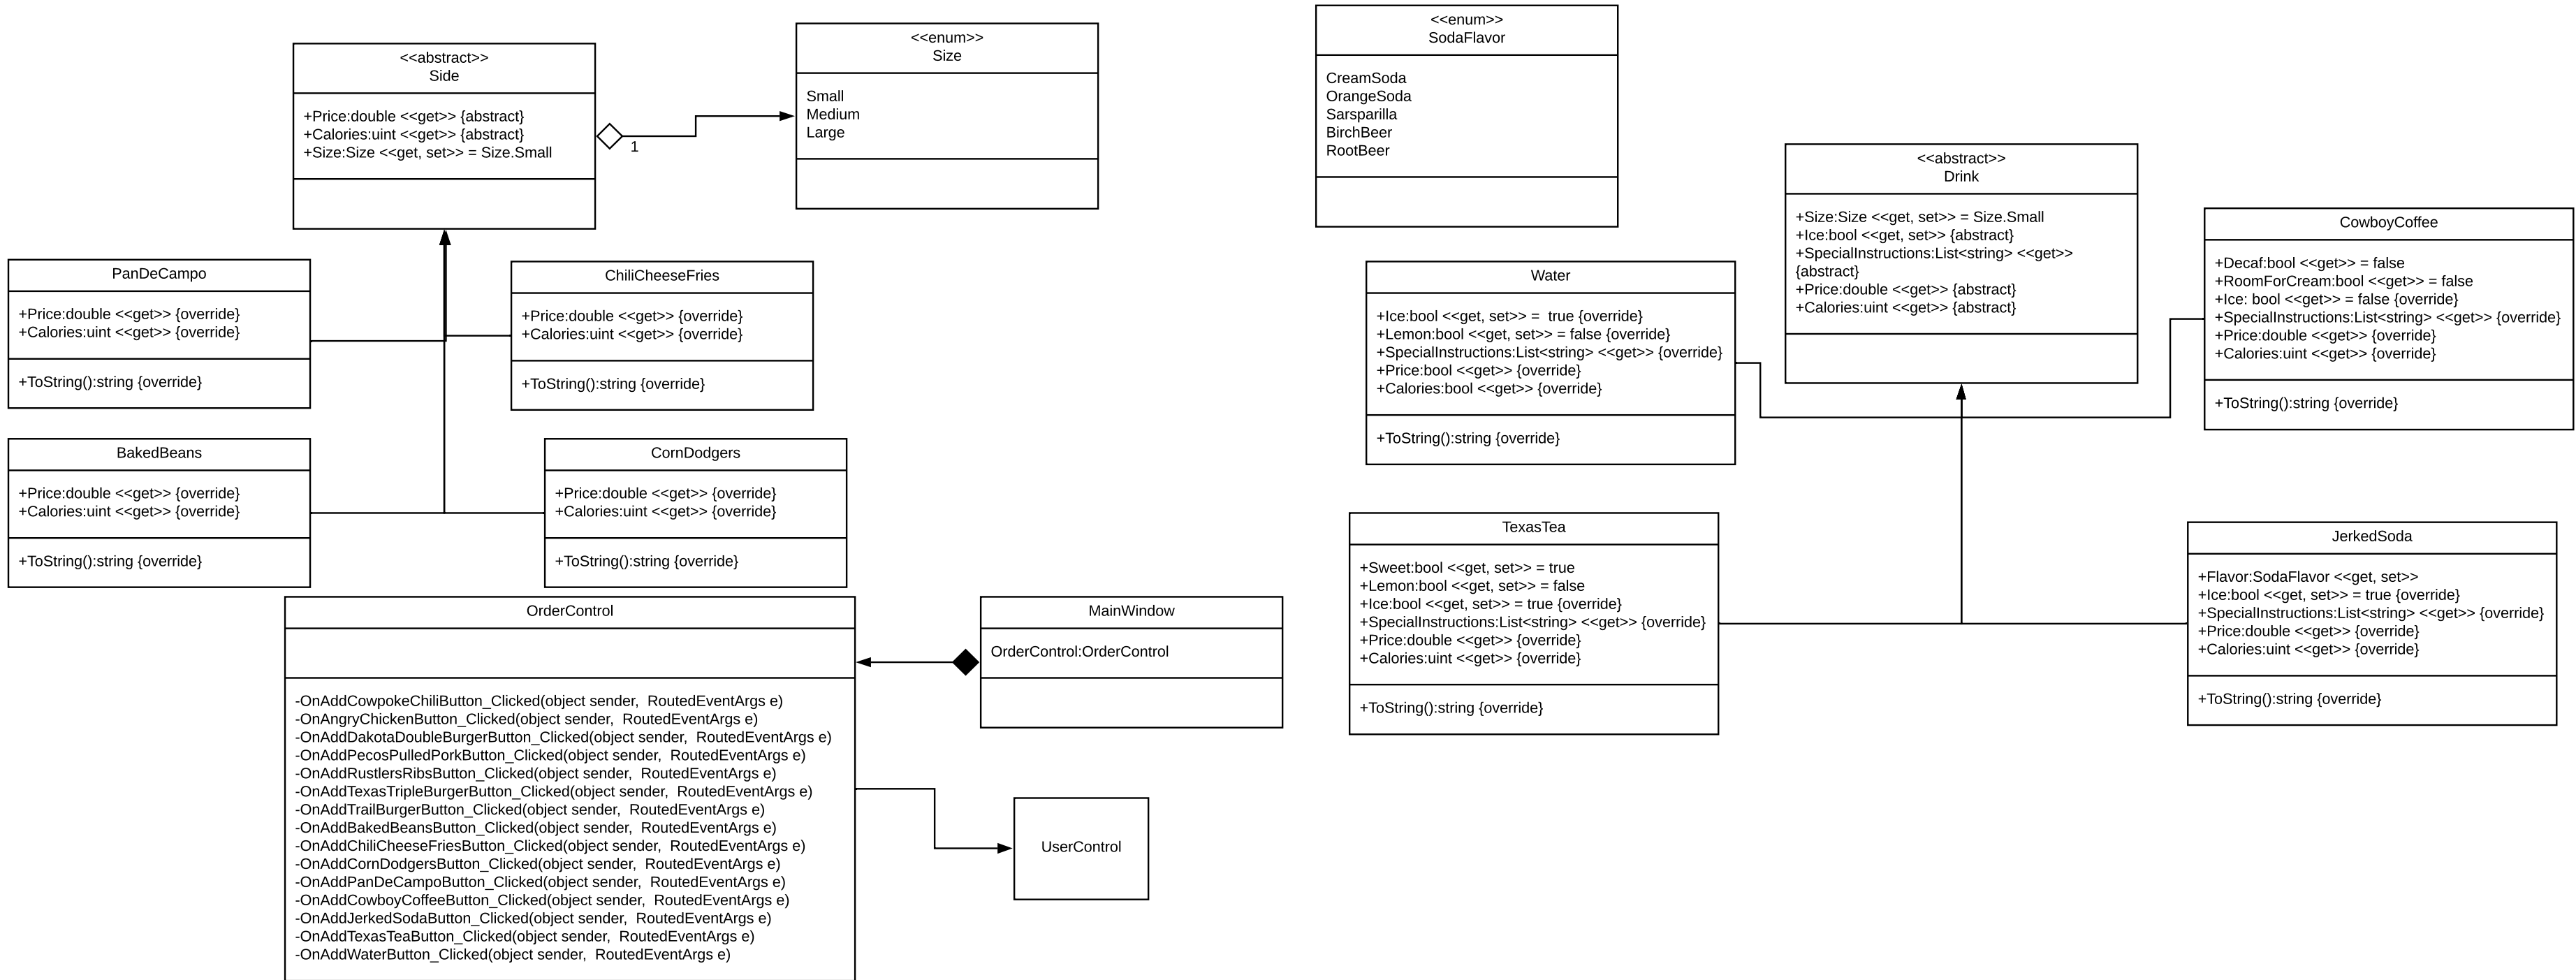 <<abstract>>
Side
+Price:double <<get>> {abstract}
+Calories:uint <<get>> {abstract}
+Size:Size <<get, set>> = Size.Small
1
<<enum>>
Size
Small
Medium
Large
<<enum>>
SodaFlavor
CreamSoda
OrangeSoda
Sarsparilla
BirchBeer
RootBeer
<<abstract>>
Drink
+Size:Size <<get, set>> = Size.Small
+Ice:bool <<get, set>> {abstract}
+SpecialInstructions:List<string> <<get>>
{abstract}
+Price:double <<get>> {abstract}
+Calories:uint <<get>> {abstract}
CowboyCoffee
+Decaf:bool <<get>> = false
+RoomForCream:bool <<get>> = false
+Ice: bool <<get>> = false {override}
+SpecialInstructions:List<string> <<get>> {override}
+Price:double <<get>> {override}
+Calories:uint <<get>> {override}
+ToString():string {override}
PanDeCampo
+Price:double <<get>> {override}
+Calories:uint <<get>> {override}
+ToString():string {override}
ChiliCheeseFries
+Price:double <<get>> {override}
+Calories:uint <<get>> {override}
+ToString():string {override}
Water
+Ice:bool <<get, set>> =  true {override}
+Lemon:bool <<get, set>> = false {override}
+SpecialInstructions:List<string> <<get>> {override}
+Price:bool <<get>> {override}
+Calories:bool <<get>> {override}
+ToString():string {override}
BakedBeans
+Price:double <<get>> {override}
+Calories:uint <<get>> {override}
+ToString():string {override}
CornDodgers
+Price:double <<get>> {override}
+Calories:uint <<get>> {override}
+ToString():string {override}
TexasTea
+Sweet:bool <<get, set>> = true
+Lemon:bool <<get, set>> = false
+Ice:bool <<get, set>> = true {override}
+SpecialInstructions:List<string> <<get>> {override}
+Price:double <<get>> {override}
+Calories:uint <<get>> {override}
+ToString():string {override}
JerkedSoda
+Flavor:SodaFlavor <<get, set>>
+Ice:bool <<get, set>> = true {override}
+SpecialInstructions:List<string> <<get>> {override}
+Price:double <<get>> {override}
+Calories:uint <<get>> {override}
+ToString():string {override}
OrderControl
-OnAddCowpokeChiliButton_Clicked(object sender,  RoutedEventArgs e)
-OnAngryChickenButton_Clicked(object sender,  RoutedEventArgs e)
-OnAddDakotaDoubleBurgerButton_Clicked(object sender,  RoutedEventArgs e)
-OnAddPecosPulledPorkButton_Clicked(object sender,  RoutedEventArgs e)
-OnAddRustlersRibsButton_Clicked(object sender,  RoutedEventArgs e)
-OnAddTexasTripleBurgerButton_Clicked(object sender,  RoutedEventArgs e)
-OnAddTrailBurgerButton_Clicked(object sender,  RoutedEventArgs e)
-OnAddBakedBeansButton_Clicked(object sender,  RoutedEventArgs e)
-OnAddChiliCheeseFriesButton_Clicked(object sender,  RoutedEventArgs e)
-OnAddCornDodgersButton_Clicked(object sender,  RoutedEventArgs e)
-OnAddPanDeCampoButton_Clicked(object sender,  RoutedEventArgs e)
-OnAddCowboyCoffeeButton_Clicked(object sender,  RoutedEventArgs e)
-OnAddJerkedSodaButton_Clicked(object sender,  RoutedEventArgs e)
-OnAddTexasTeaButton_Clicked(object sender,  RoutedEventArgs e)
-OnAddWaterButton_Clicked(object sender,  RoutedEventArgs e)
MainWindow
OrderControl:OrderControl
UserControl